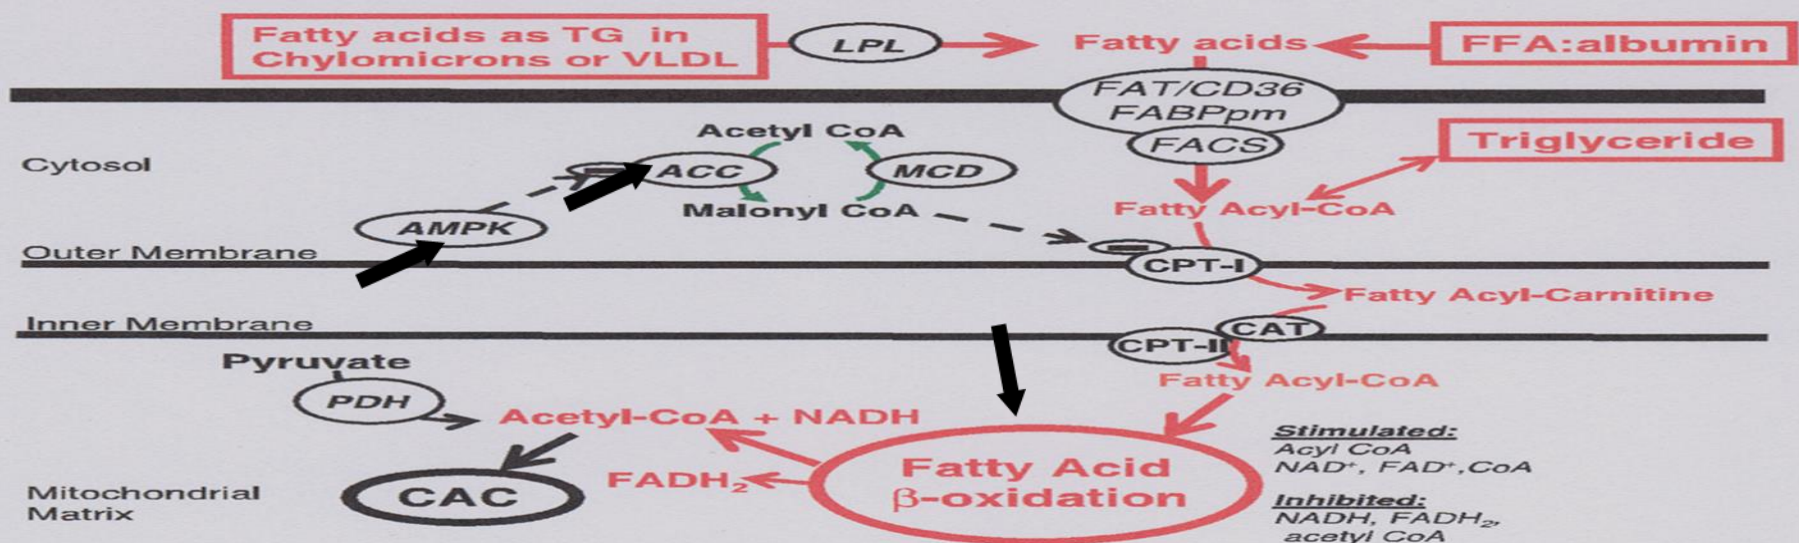 Fatty acids as TG in
Chylomicrons or VLDL
LPL
Fatty acids
FFA:albumin
FAT/CD36
FABPpm
FACS
Acetyl CoA
Triglyceride
Cytosol
ACC
MCD
Malonyl CoA
Fatty Acyl-CoA
AMPK
Outer Membrane
CPT-I
Fatty Acyl-Carnitine
Inner Membrane
CAT
CPT-II
Pyruvate
Fatty Acyl-CoA
PDH
Acetyl-CoA + NADH
Stimulated:
Acyl CoA
NAD⁺, FAD⁺,CoA
Fatty Acid
β-oxidation
FADH₂
CAC
Mitochondrial
Matrix
Inhibited:
NADH, FADH₂,
acetyl CoA